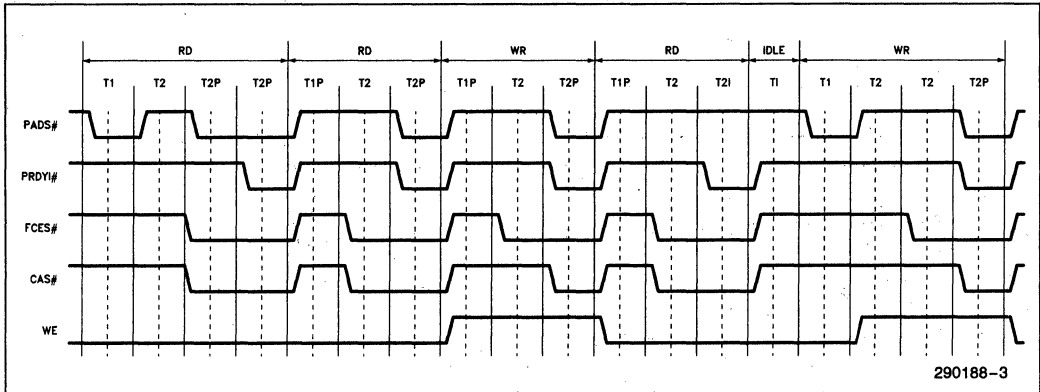 RD RD WR RD IDLE WR
T1 T2 T2P T2P T1P T2 T2P T1P T2 T2P T1P T2 T2I TI T1 T2 T2 T2P
PADS#
PRDYI#
FCES#
CAS#
WE
290188-3